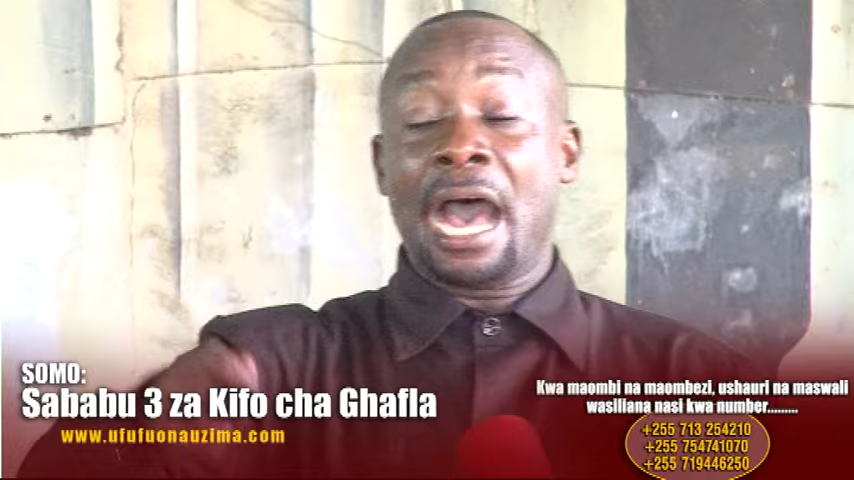 SOMO:
Sababu 3 za Kifo cha Ghafla
www.ufufuonauzima.com
Kwa maombi na maombezi, ushauri na maswali
wasiliana nasi kwa number.........
+255 713 254210
+255 754741070
+255 719446250